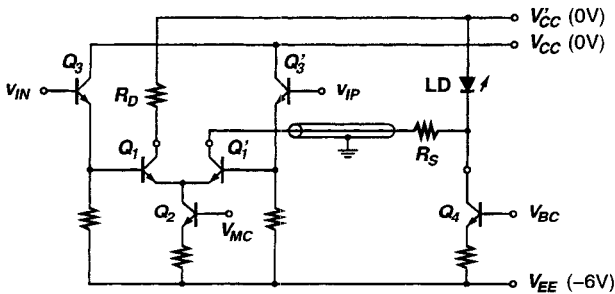 V'CC (0V)
VCC (0V)
Q3
Q'3
LD
vIN
RD
vIP
Q1
Q'1
RS
Q2
VMC
Q4
VBC
VEE (−6V)